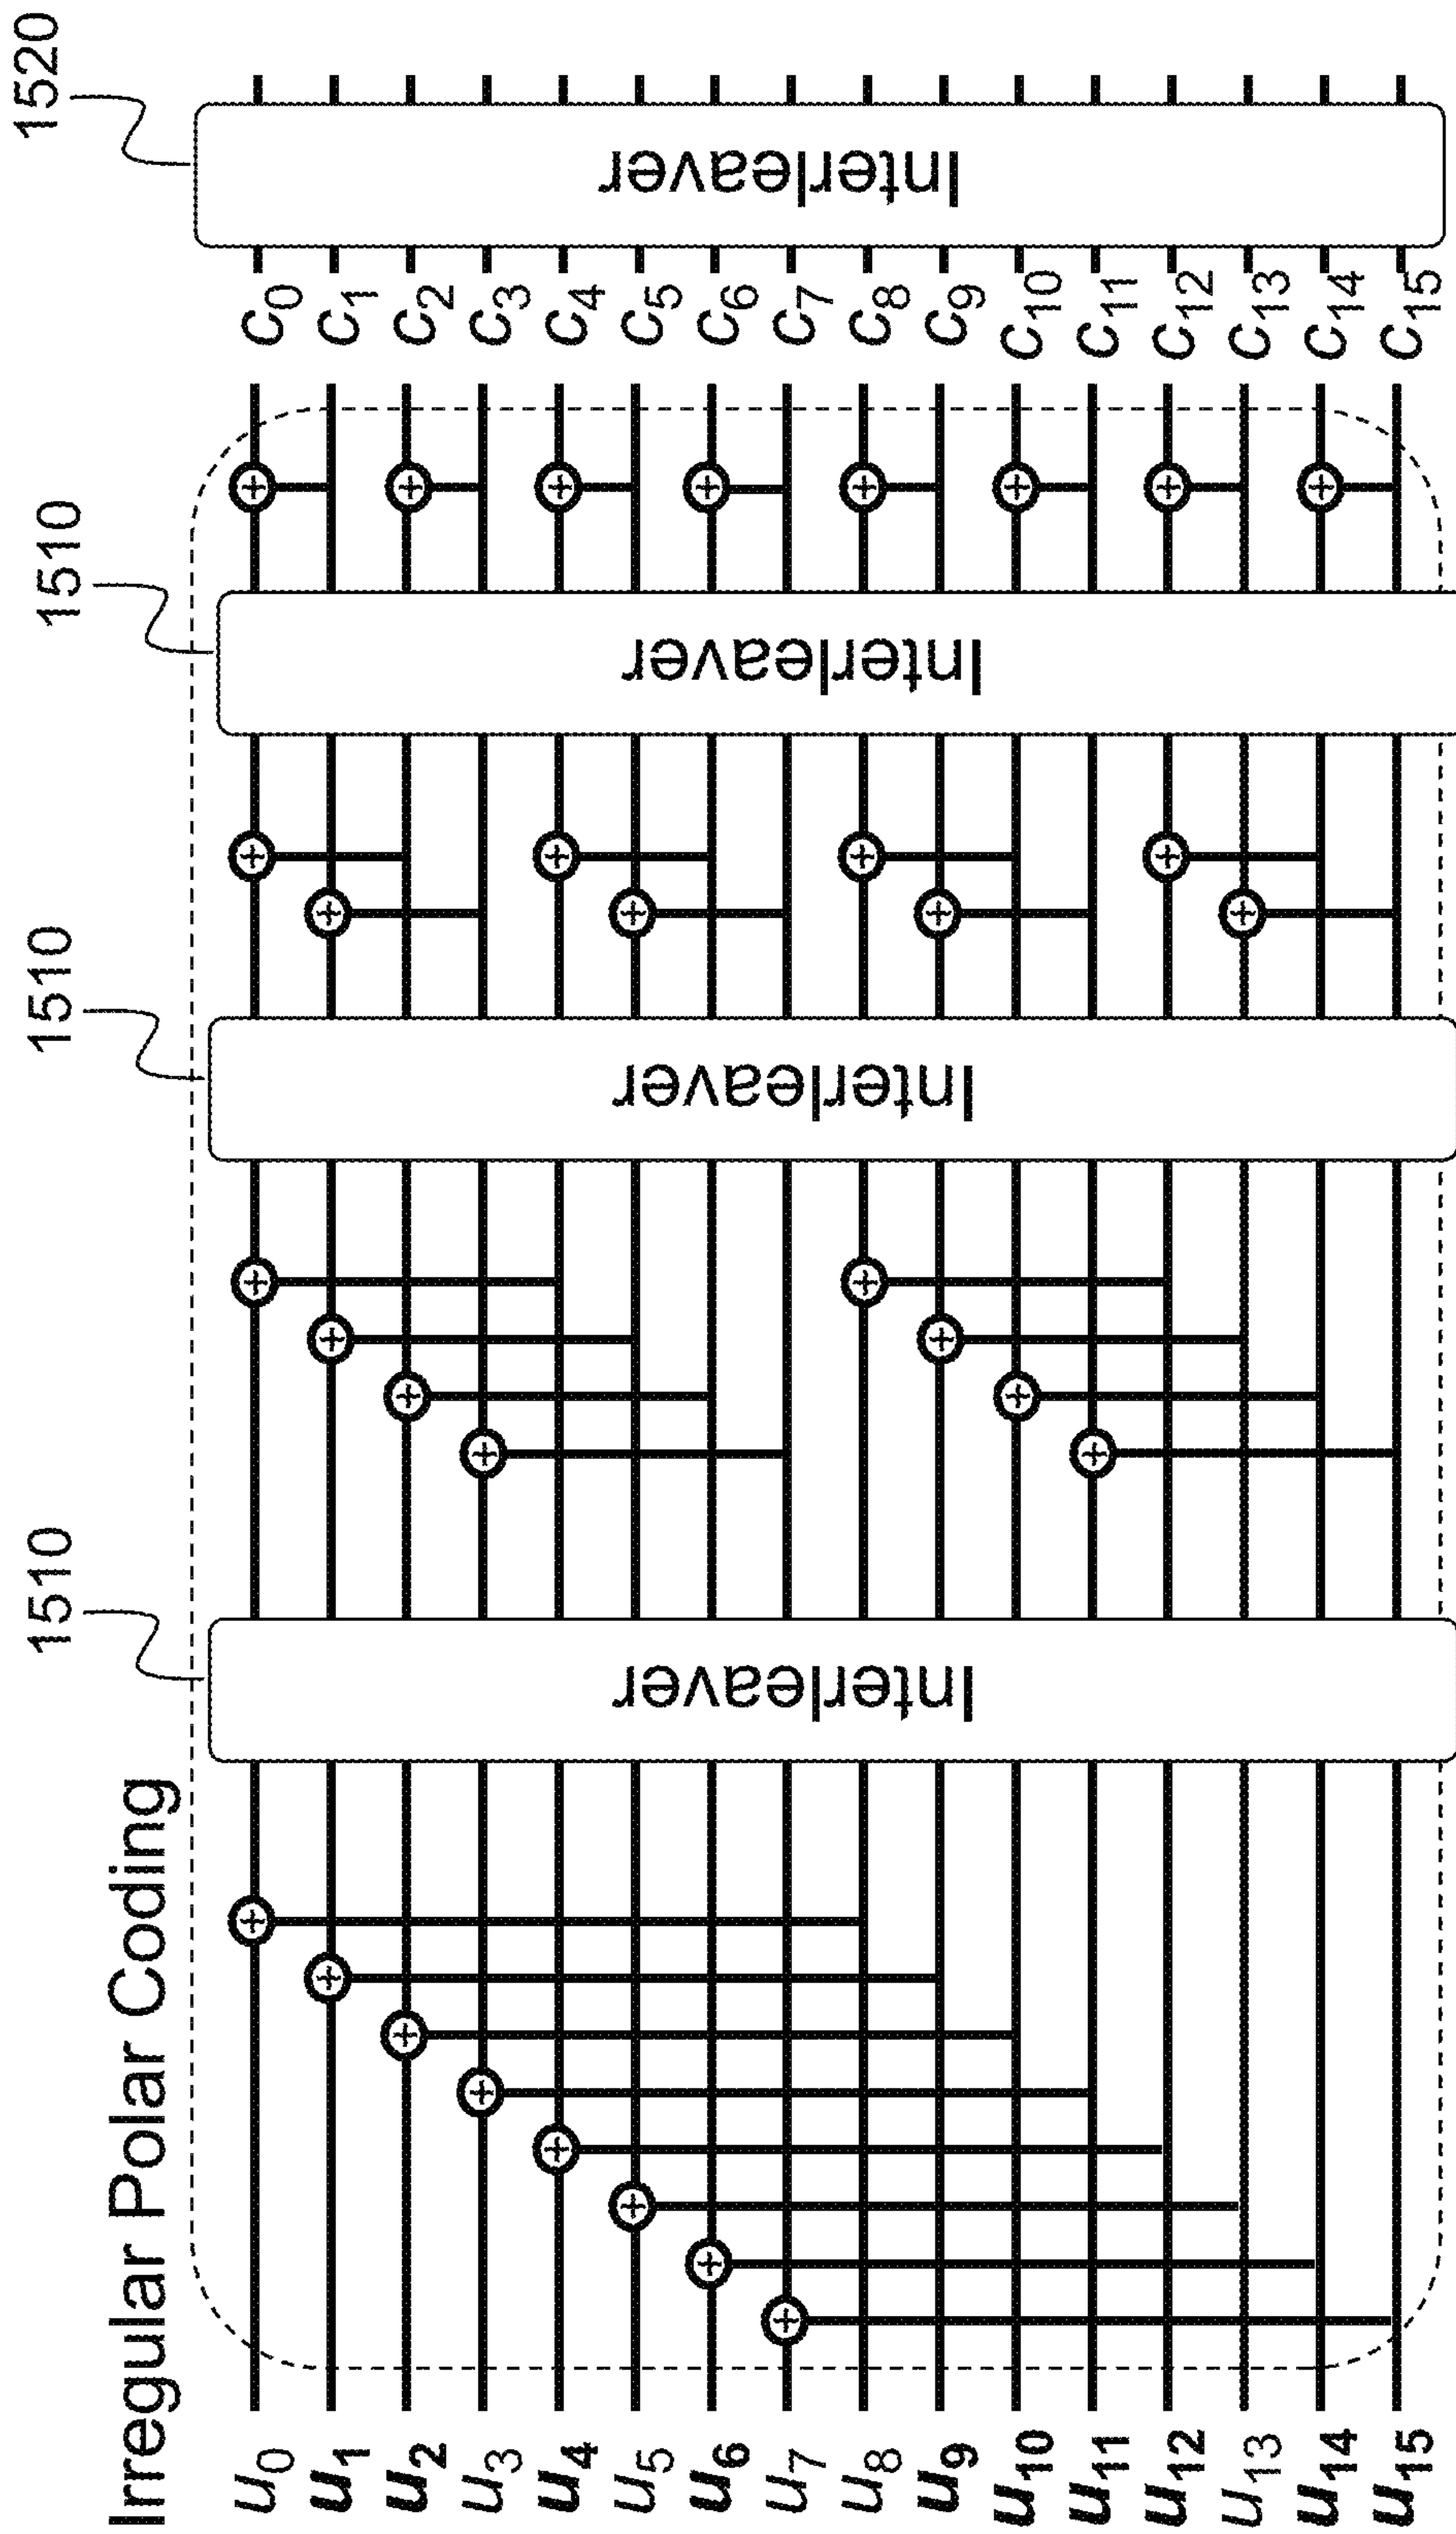 Irregular Polar Coding
1510
1510
1510
1520
u0
u1
u2
u3
u4
u5
u6
u7
u8
u9
u10
u11
u12
u13
u14
u15
Interleaver
Interleaver
Interleaver
c0
c1
c2
c3
c4
c5
c6
c7
c8
c9
c10
c11
c12
c13
c14
c15
Interleaver